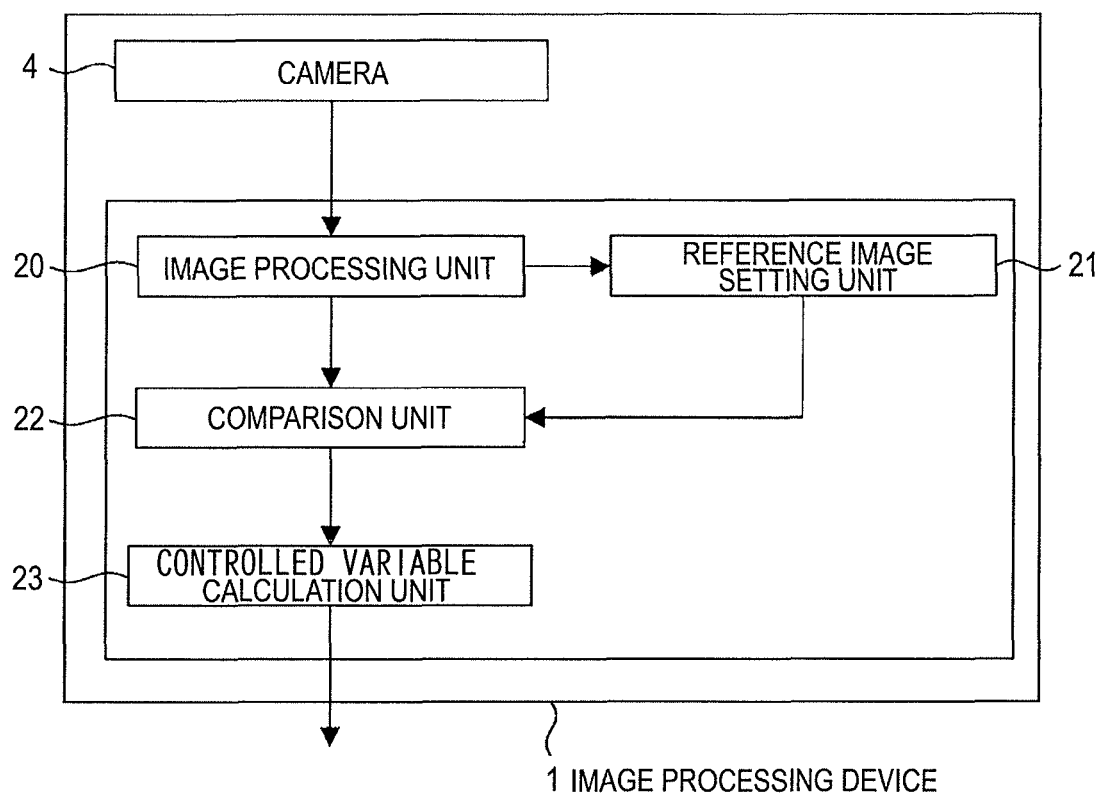 4
CAMERA
20
IMAGE PROCESSING UNIT
REFERENCE IMAGE
SETTING UNIT
21
22
COMPARISON UNIT
23
CONTROLLED VARIABLE
CALCULATION UNIT
1 IMAGE PROCESSING DEVICE